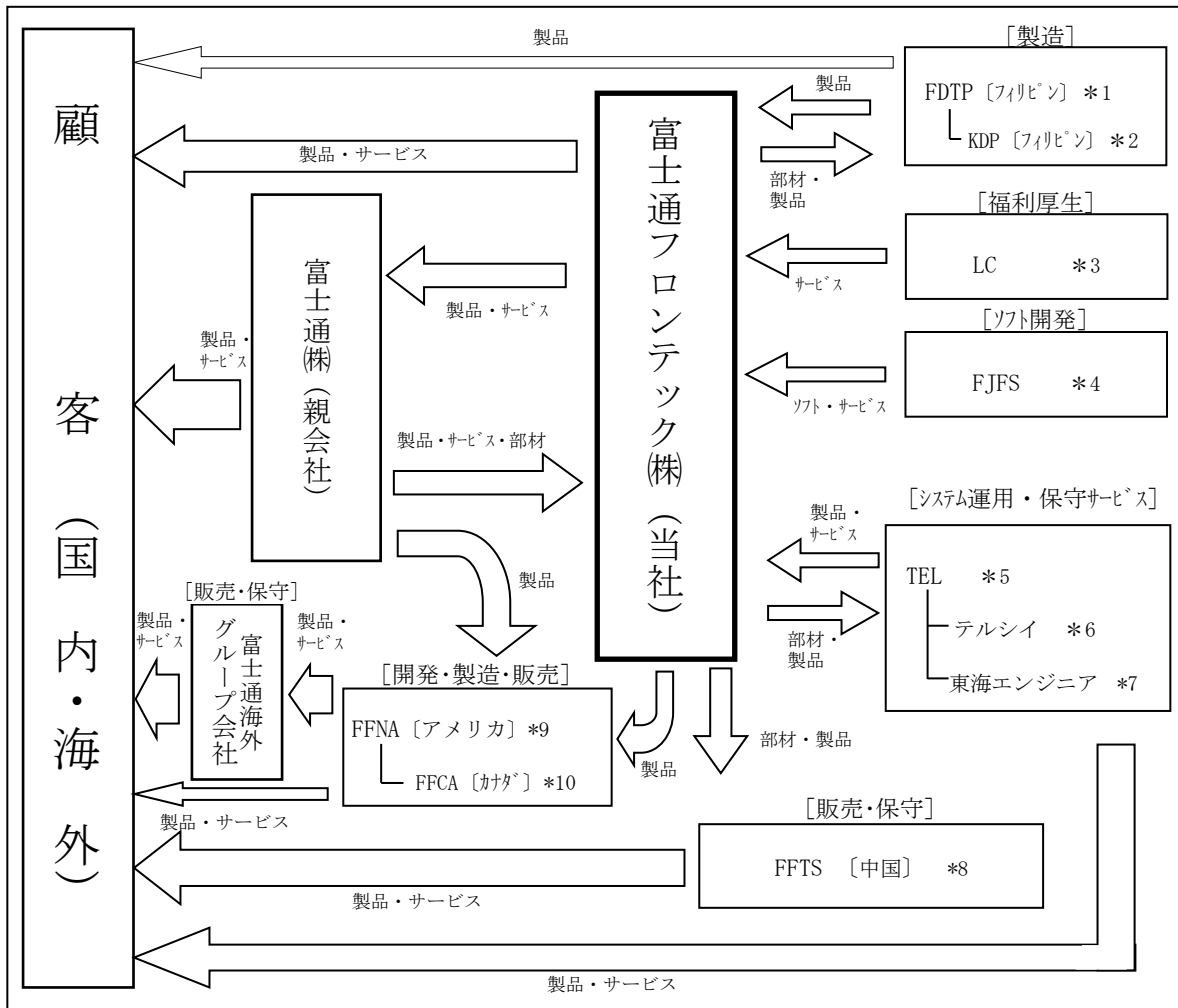 製品
[製造]
FDTP〔ﾌｨﾘﾋﾟﾝ〕＊1
KDP〔ﾌｨﾘﾋﾟﾝ〕＊2
製品
部材・
製品
顧客（国内・海外）
製品・サービス
富士通フロンテック㈱（当社）
[福利厚生]
LC ＊3
ｻｰﾋﾞｽ
富士通㈱（親会社）
製品・ｻｰﾋﾞｽ
[ｿﾌﾄ開発]
FJFS ＊4
ｿﾌﾄ・ｻｰﾋﾞｽ
製品・
ｻｰﾋﾞｽ
製品・ｻｰﾋﾞｽ・部材
[ｼｽﾃﾑ運用・保守ｻｰﾋﾞｽ]
製品・
ｻｰﾋﾞｽ
TEL ＊5
テルシイ ＊6
東海エンジニア *7
部材・
製品
製品
[販売・保守]
富士通海外
グループ会社
製品・
ｻｰﾋﾞｽ
製品・
ｻｰﾋﾞｽ
[開発・製造・販売]
FFNA〔アメリカ〕*9
FFCA〔ｶﾅﾀﾞ〕*10
製品
部材・製品
製品・サービス
[販売・保守]
FFTS 〔中国〕 *8
製品・サービス
製品・サービス